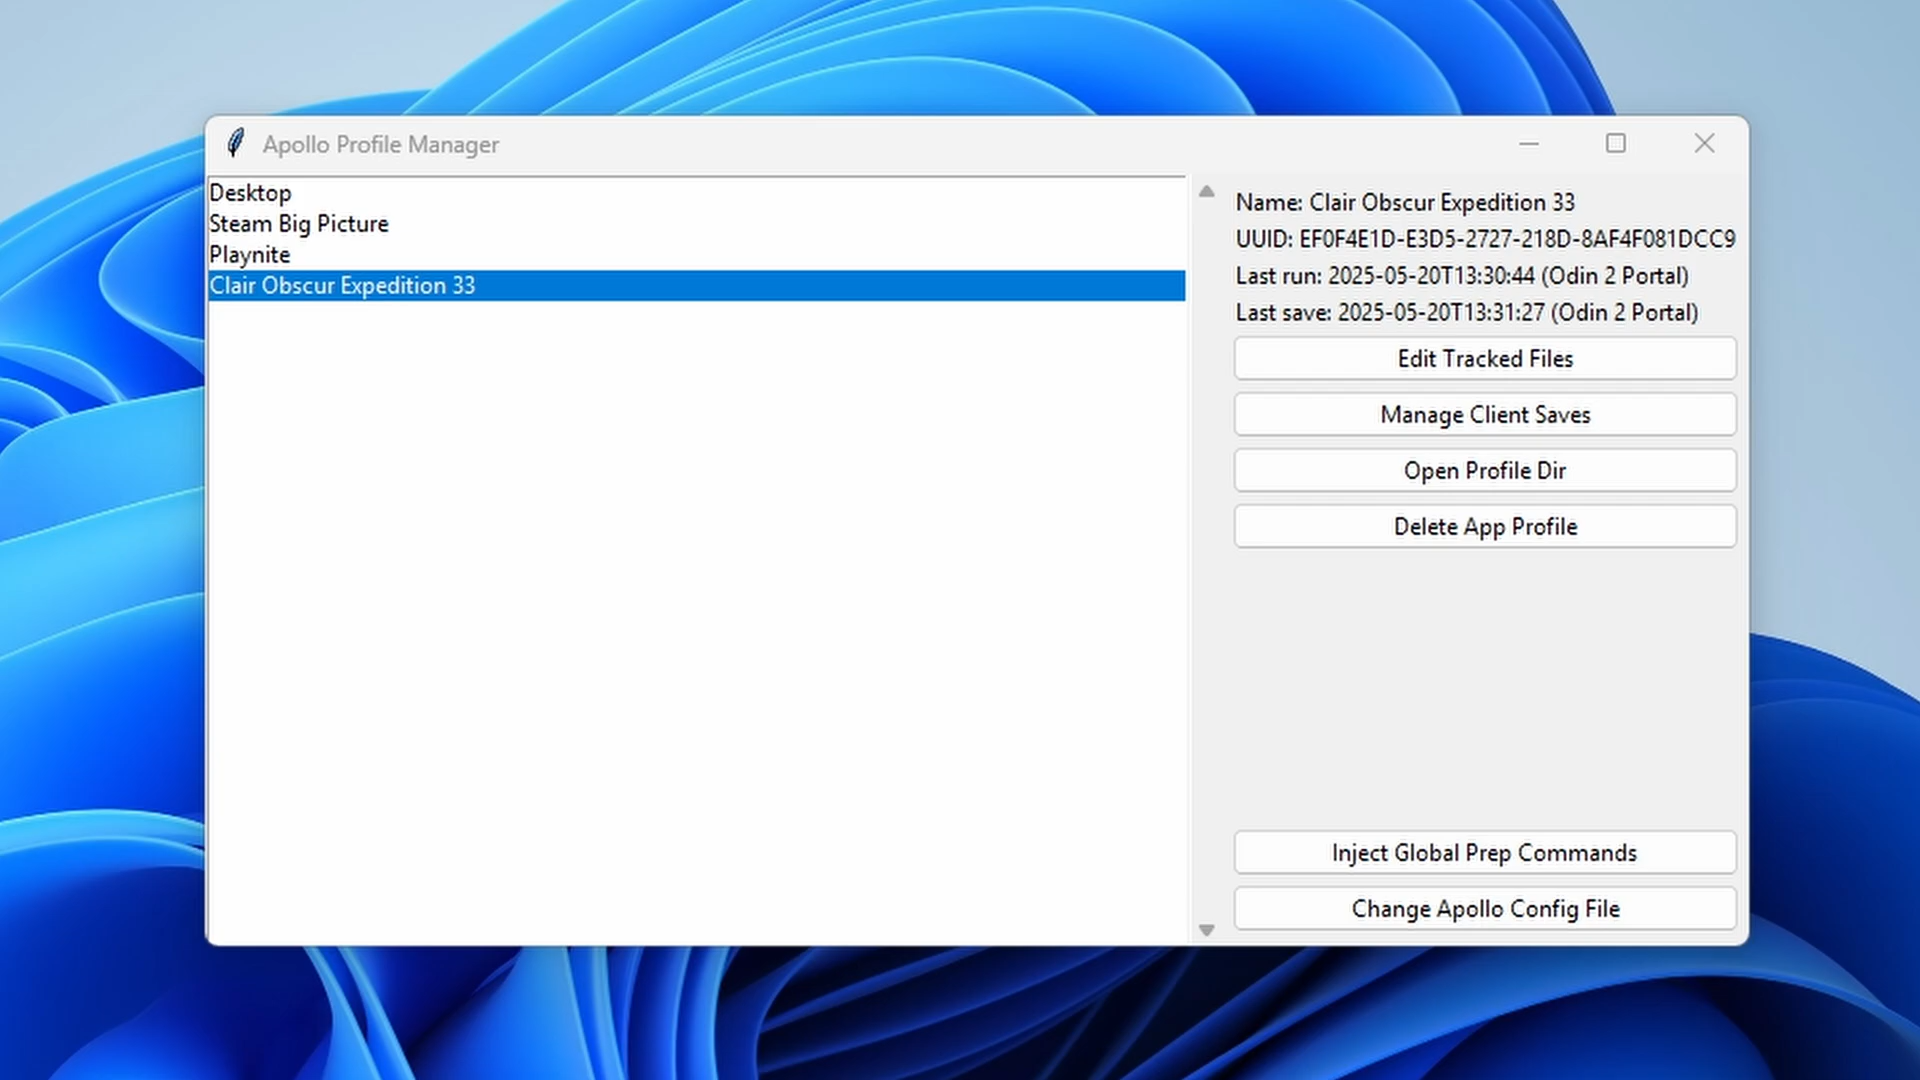 Apollo Profile Manager
Desktop
Steam Big Picture
Playnite
Clair Obscur Expedition 33
Name: Clair Obscur Expedition 33
UUID: EF0F4E1D-E3D5-2727-218D-8AF4F081DCC9
Last run: 2025-05-20T13:30:44 (Odin 2 Portal)
Last save: 2025-05-20T13:31:27 (Odin 2 Portal)
Edit Tracked Files
Manage Client Saves
Open Profile Dir
Delete App Profile
Inject Global Prep Commands
Change Apollo Config File